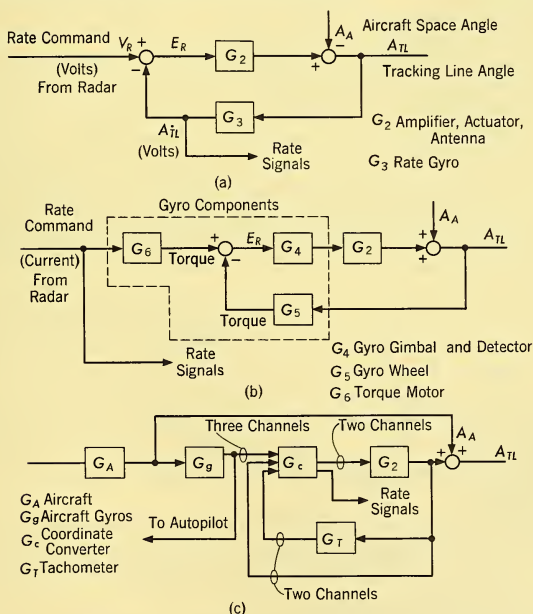 Rate Command
V_R +
E_R
G_2
−
+
A_A
Aircraft Space Angle
A_TL
(Volts)
From Radar
−
Tracking Line Angle
G_3
A_ṪL
(Volts)
Rate
Signals
G_2 Amplifier, Actuator,
Antenna
G_3 Rate Gyro
(a)
Gyro Components
Rate
Command
(Current)
From
Radar
G_6
Torque
+
−
E_R
G_4
G_2
+
+
A_A
A_TL
Torque
G_5
Rate
Signals
G_4 Gyro Gimbal and Detector
G_5 Gyro Wheel
G_6 Torque Motor
(b)
Three Channels
Two Channels
A_A
G_A
G_g
G_c
G_2
+
+
A_TL
G_A Aircraft
G_g Aircraft Gyros
G_c Coordinate
Converter
G_T Tachometer
To Autopilot
Rate
Signals
G_T
Two Channels
(c)